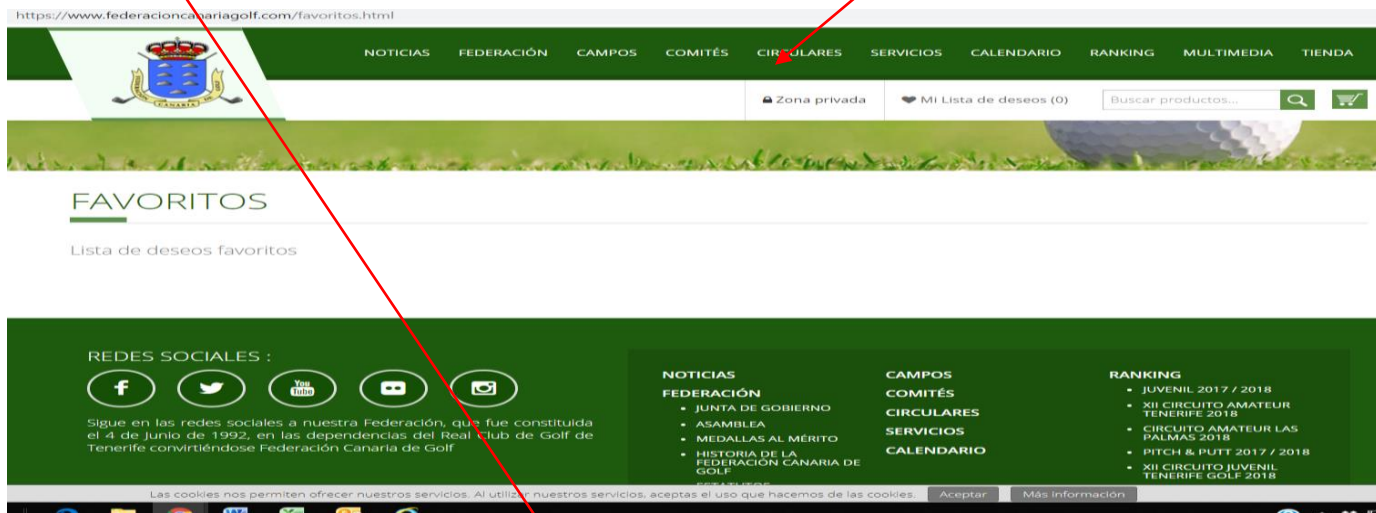 https://www.federacioncanariagolf.com/favoritos.html
NOTICIAS FEDERACIÓN CAMPOS COMITÉS CIRCULARES SERVICIOS CALENDARIO RANKING MULTIMEDIA TIENDA
Zona privada Mi Lista de deseos (0) Buscar productos...
FAVORITOS
Lista de deseos favoritos
REDES SOCIALES :
You
Tube
Sigue en las redes sociales a nuestra Federación, que fue constituida
el 4 de Junio de 1992, en las dependencias del Real Club de Golf de
Tenerife convirtiéndose Federación Canaria de Golf
NOTICIAS
FEDERACIÓN
JUNTA DE GOBIERNO
ASAMBLEA
MEDALLAS AL MÉRITO
HISTORIA DE LA
FEDERACIÓN CANARIA DE
GOLF
ESTATUTOS
CAMPOS
COMITÉS
CIRCULARES
SERVICIOS
CALENDARIO
RANKING
JUVENIL 2017 / 2018
XII CIRCUITO AMATEUR
TENERIFE 2018
CIRCUITO AMATEUR LAS
PALMAS 2018
PITCH & PUTT 2017 / 2018
XII CIRCUITO JUVENIL
TENERIFE GOLF 2018
Las cookies nos permiten ofrecer nuestros servicios. Al utilizar nuestros servicios, aceptas el uso que hacemos de las cookies. Aceptar Más información